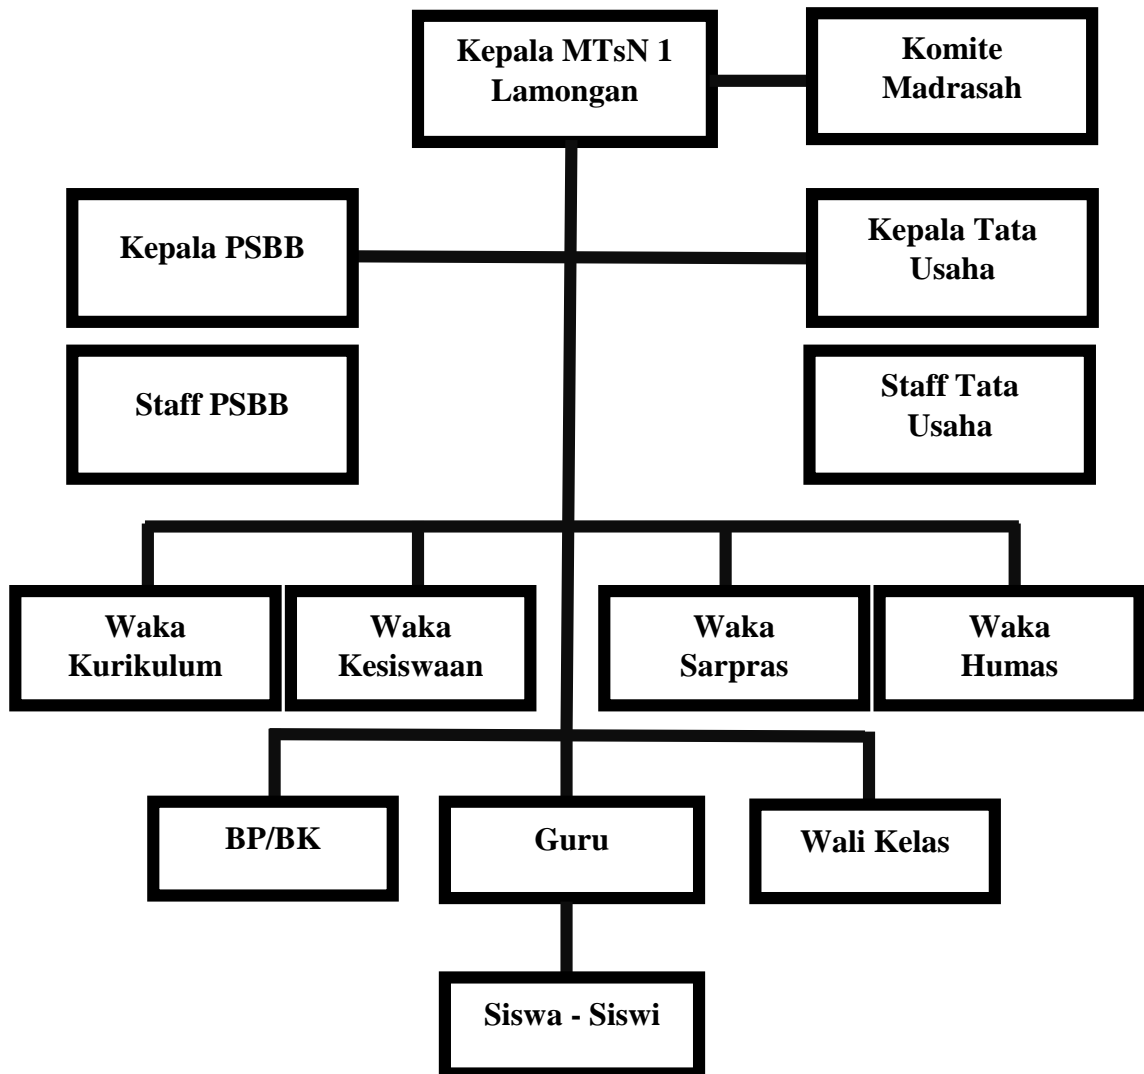 Kepala MTsN 1
Lamongan
Komite
Madrasah
Kepala PSBB
Kepala Tata
Usaha
Staff PSBB
Staff Tata
Usaha
Waka
Kurikulum
Waka
Kesiswaan
Waka
Sarpras
Waka
Humas
BP/BK
Guru
Wali Kelas
Siswa - Siswi